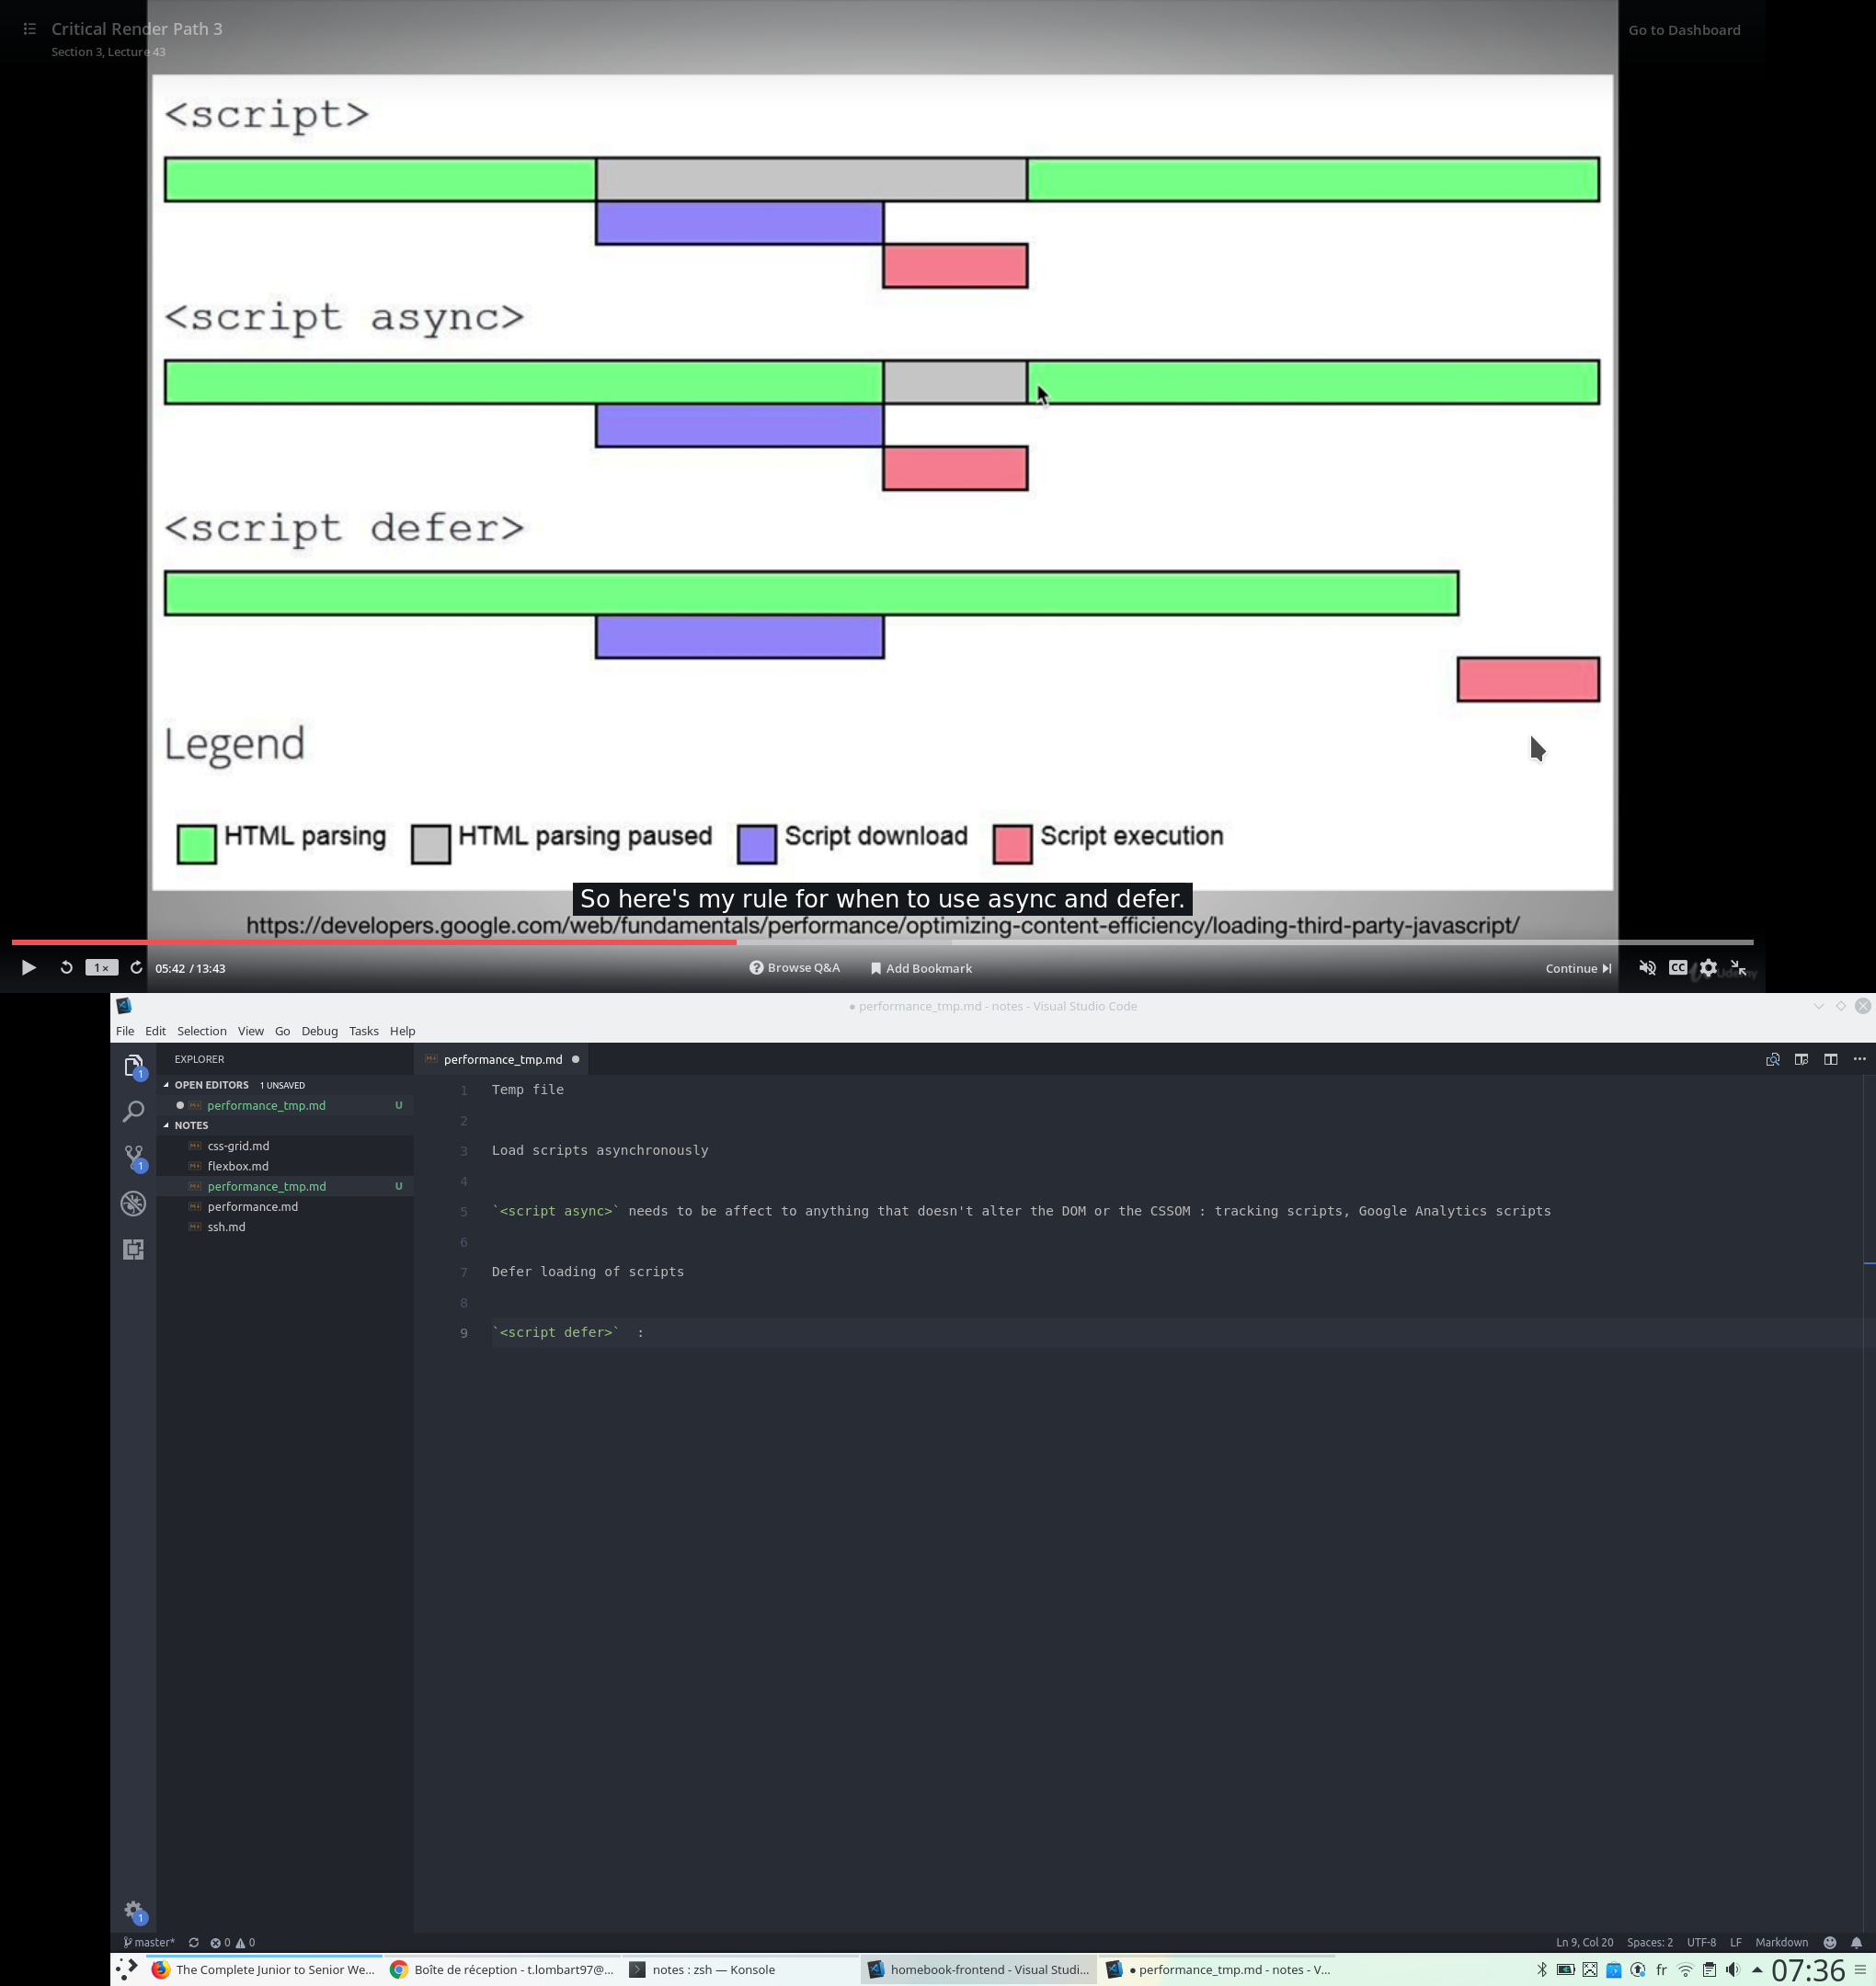 Critical Render Path 3
Section 3, Lecture 43
Go to Dashboard
<script>
<script async>
<script defer>
Legend
HTML parsing HTML parsing paused Script download Script execution
So here's my rule for when to use async and defer.
https://developers.google.com/web/fundamentals/performance/optimizing-content-efficiency/loading-third-party-javascript/
1× 05:42 / 13:43 Browse Q&A Add Bookmark Continue CC
Udemy
● performance_tmp.md - notes - Visual Studio Code
File Edit Selection View Go Debug Tasks Help
EXPLORER
performance_tmp.md
OPEN EDITORS 1 UNSAVED
performance_tmp.md U
NOTES
css-grid.md
flexbox.md
performance_tmp.md U
performance.md
ssh.md
1
1
1
1 Temp file
2
3 Load scripts asynchronously
4
5 `<script async>` needs to be affect to anything that doesn't alter the DOM or the CSSOM : tracking scripts, Google Analytics scripts
6
7 Defer loading of scripts
8
9 `<script defer>`  :
master* 0 0 Ln 9, Col 20 Spaces: 2 UTF-8 LF Markdown
The Complete Junior to Senior We... Boîte de réception - t.lombart97@... notes : zsh — Konsole homebook-frontend - Visual Studi... ● performance_tmp.md - notes - V... fr 07:36